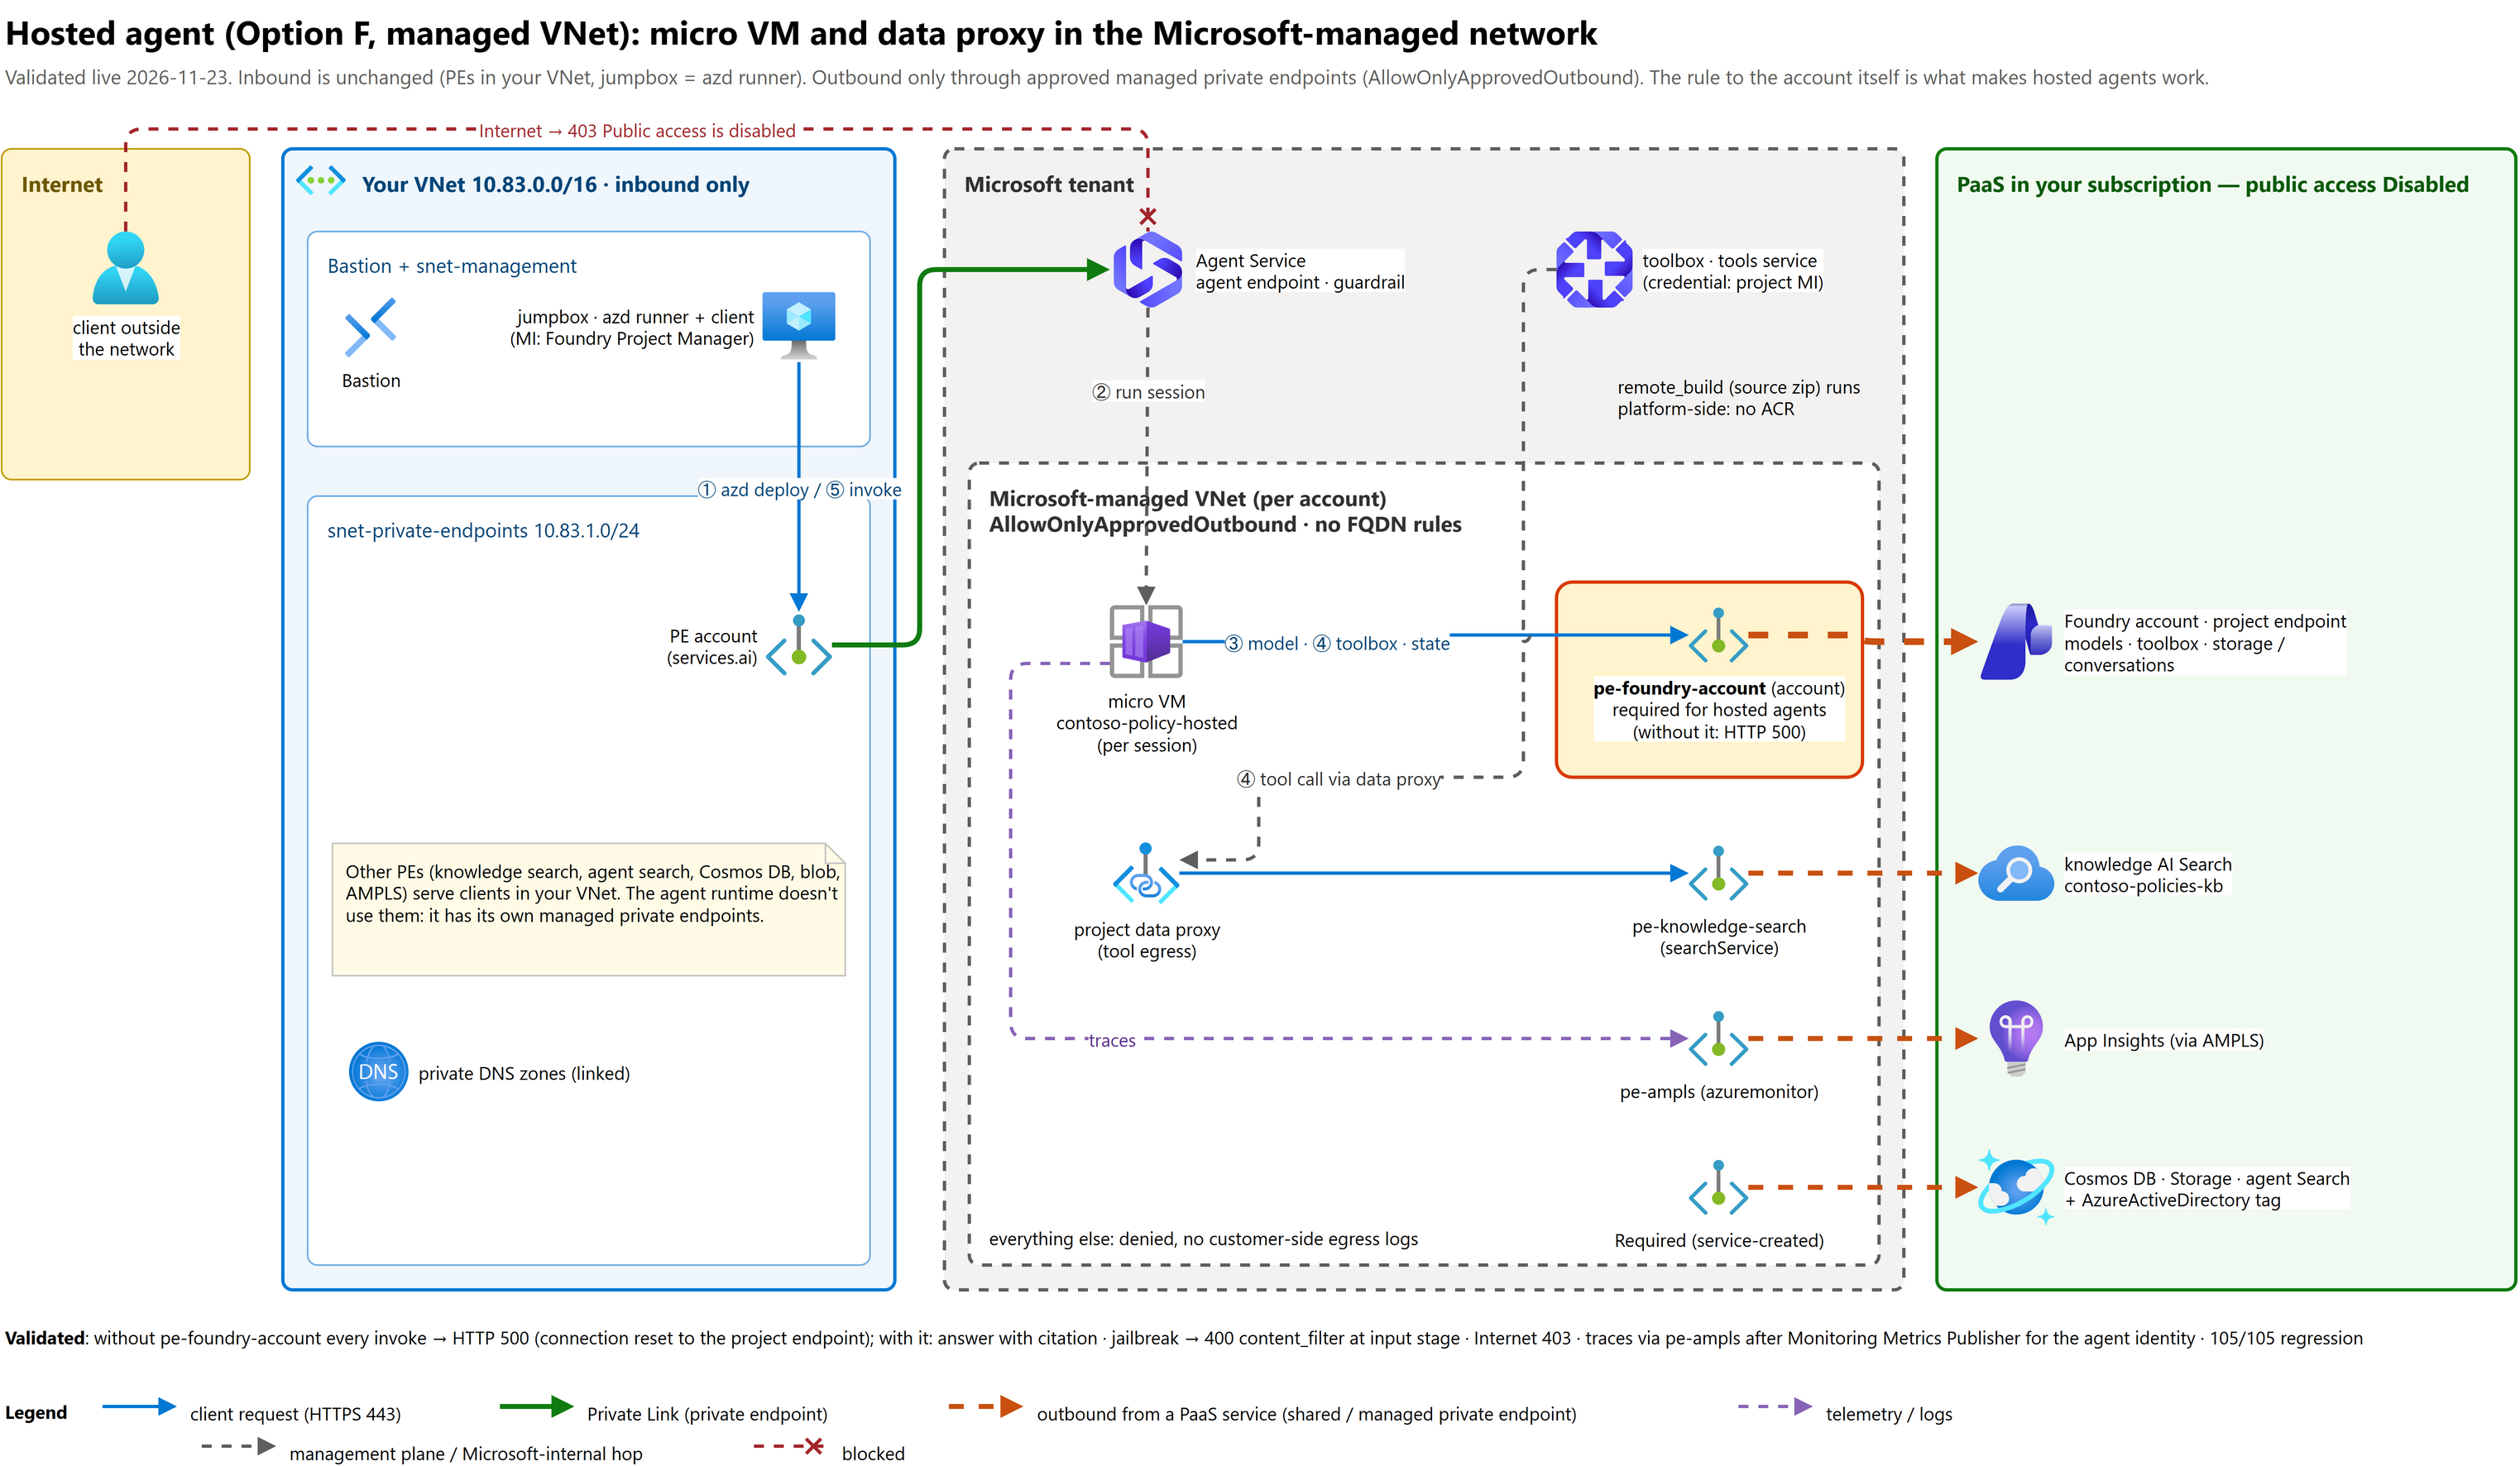 Hosted agent (Option F, managed VNet): micro VM and data proxy in the Microsoft-managed network
Validated live 2026-11-23. Inbound is unchanged (PEs in your VNet, jumpbox = azd runner). Outbound only through approved managed private endpoints (AllowOnlyApprovedOutbound). The rule to the account itself is what makes hosted agents work.
Internet → 403 Public access is disabled
Internet
client outside
the network
Your VNet 10.83.0.0/16 · inbound only
Bastion + snet-management
Bastion
jumpbox · azd runner + client
(MI: Foundry Project Manager)
① azd deploy / ⑤ invoke
snet-private-endpoints 10.83.1.0/24
PE account
(services.ai)
Other PEs (knowledge search, agent search, Cosmos DB, blob,
AMPLS) serve clients in your VNet. The agent runtime doesn't
use them: it has its own managed private endpoints.
DNS
private DNS zones (linked)
Microsoft tenant
Agent Service
agent endpoint · guardrail
toolbox · tools service
(credential: project MI)
② run session
remote_build (source zip) runs
platform-side: no ACR
Microsoft-managed VNet (per account)
AllowOnlyApprovedOutbound · no FQDN rules
③ model · ④ toolbox · state
micro VM
contoso-policy-hosted
(per session)
pe-foundry-account (account)
required for hosted agents
(without it: HTTP 500)
④ tool call via data proxy
project data proxy
(tool egress)
pe-knowledge-search
(searchService)
traces
pe-ampls (azuremonitor)
everything else: denied, no customer-side egress logs
Required (service-created)
PaaS in your subscription — public access Disabled
Foundry account · project endpoint
models · toolbox · storage /
conversations
knowledge AI Search
contoso-policies-kb
App Insights (via AMPLS)
Cosmos DB · Storage · agent Search
+ AzureActiveDirectory tag
Validated: without pe-foundry-account every invoke → HTTP 500 (connection reset to the project endpoint); with it: answer with citation · jailbreak → 400 content_filter at input stage · Internet 403 · traces via pe-ampls after Monitoring Metrics Publisher for the agent identity · 105/105 regression
Legend
client request (HTTPS 443)
Private Link (private endpoint)
outbound from a PaaS service (shared / managed private endpoint)
telemetry / logs
management plane / Microsoft-internal hop
blocked